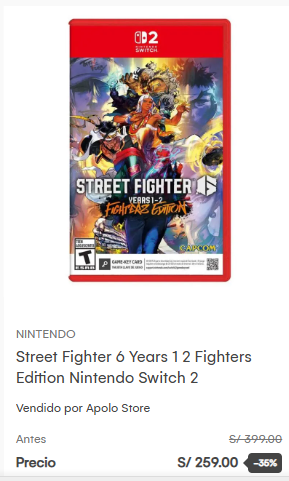 2
NINTENDO
SWITCH
STREET FIGHTER 6
YEARS 1-2
FIGHTERS EDITION
CAPCOM
TEEN
T
ESRB
GAME-KEY CARD
NINTENDO
Street Fighter 6 Years 1 2 Fighters
Edition Nintendo Switch 2
Vendido por Apolo Store
Antes S/ 399.00
Precio S/ 259.00 -35%